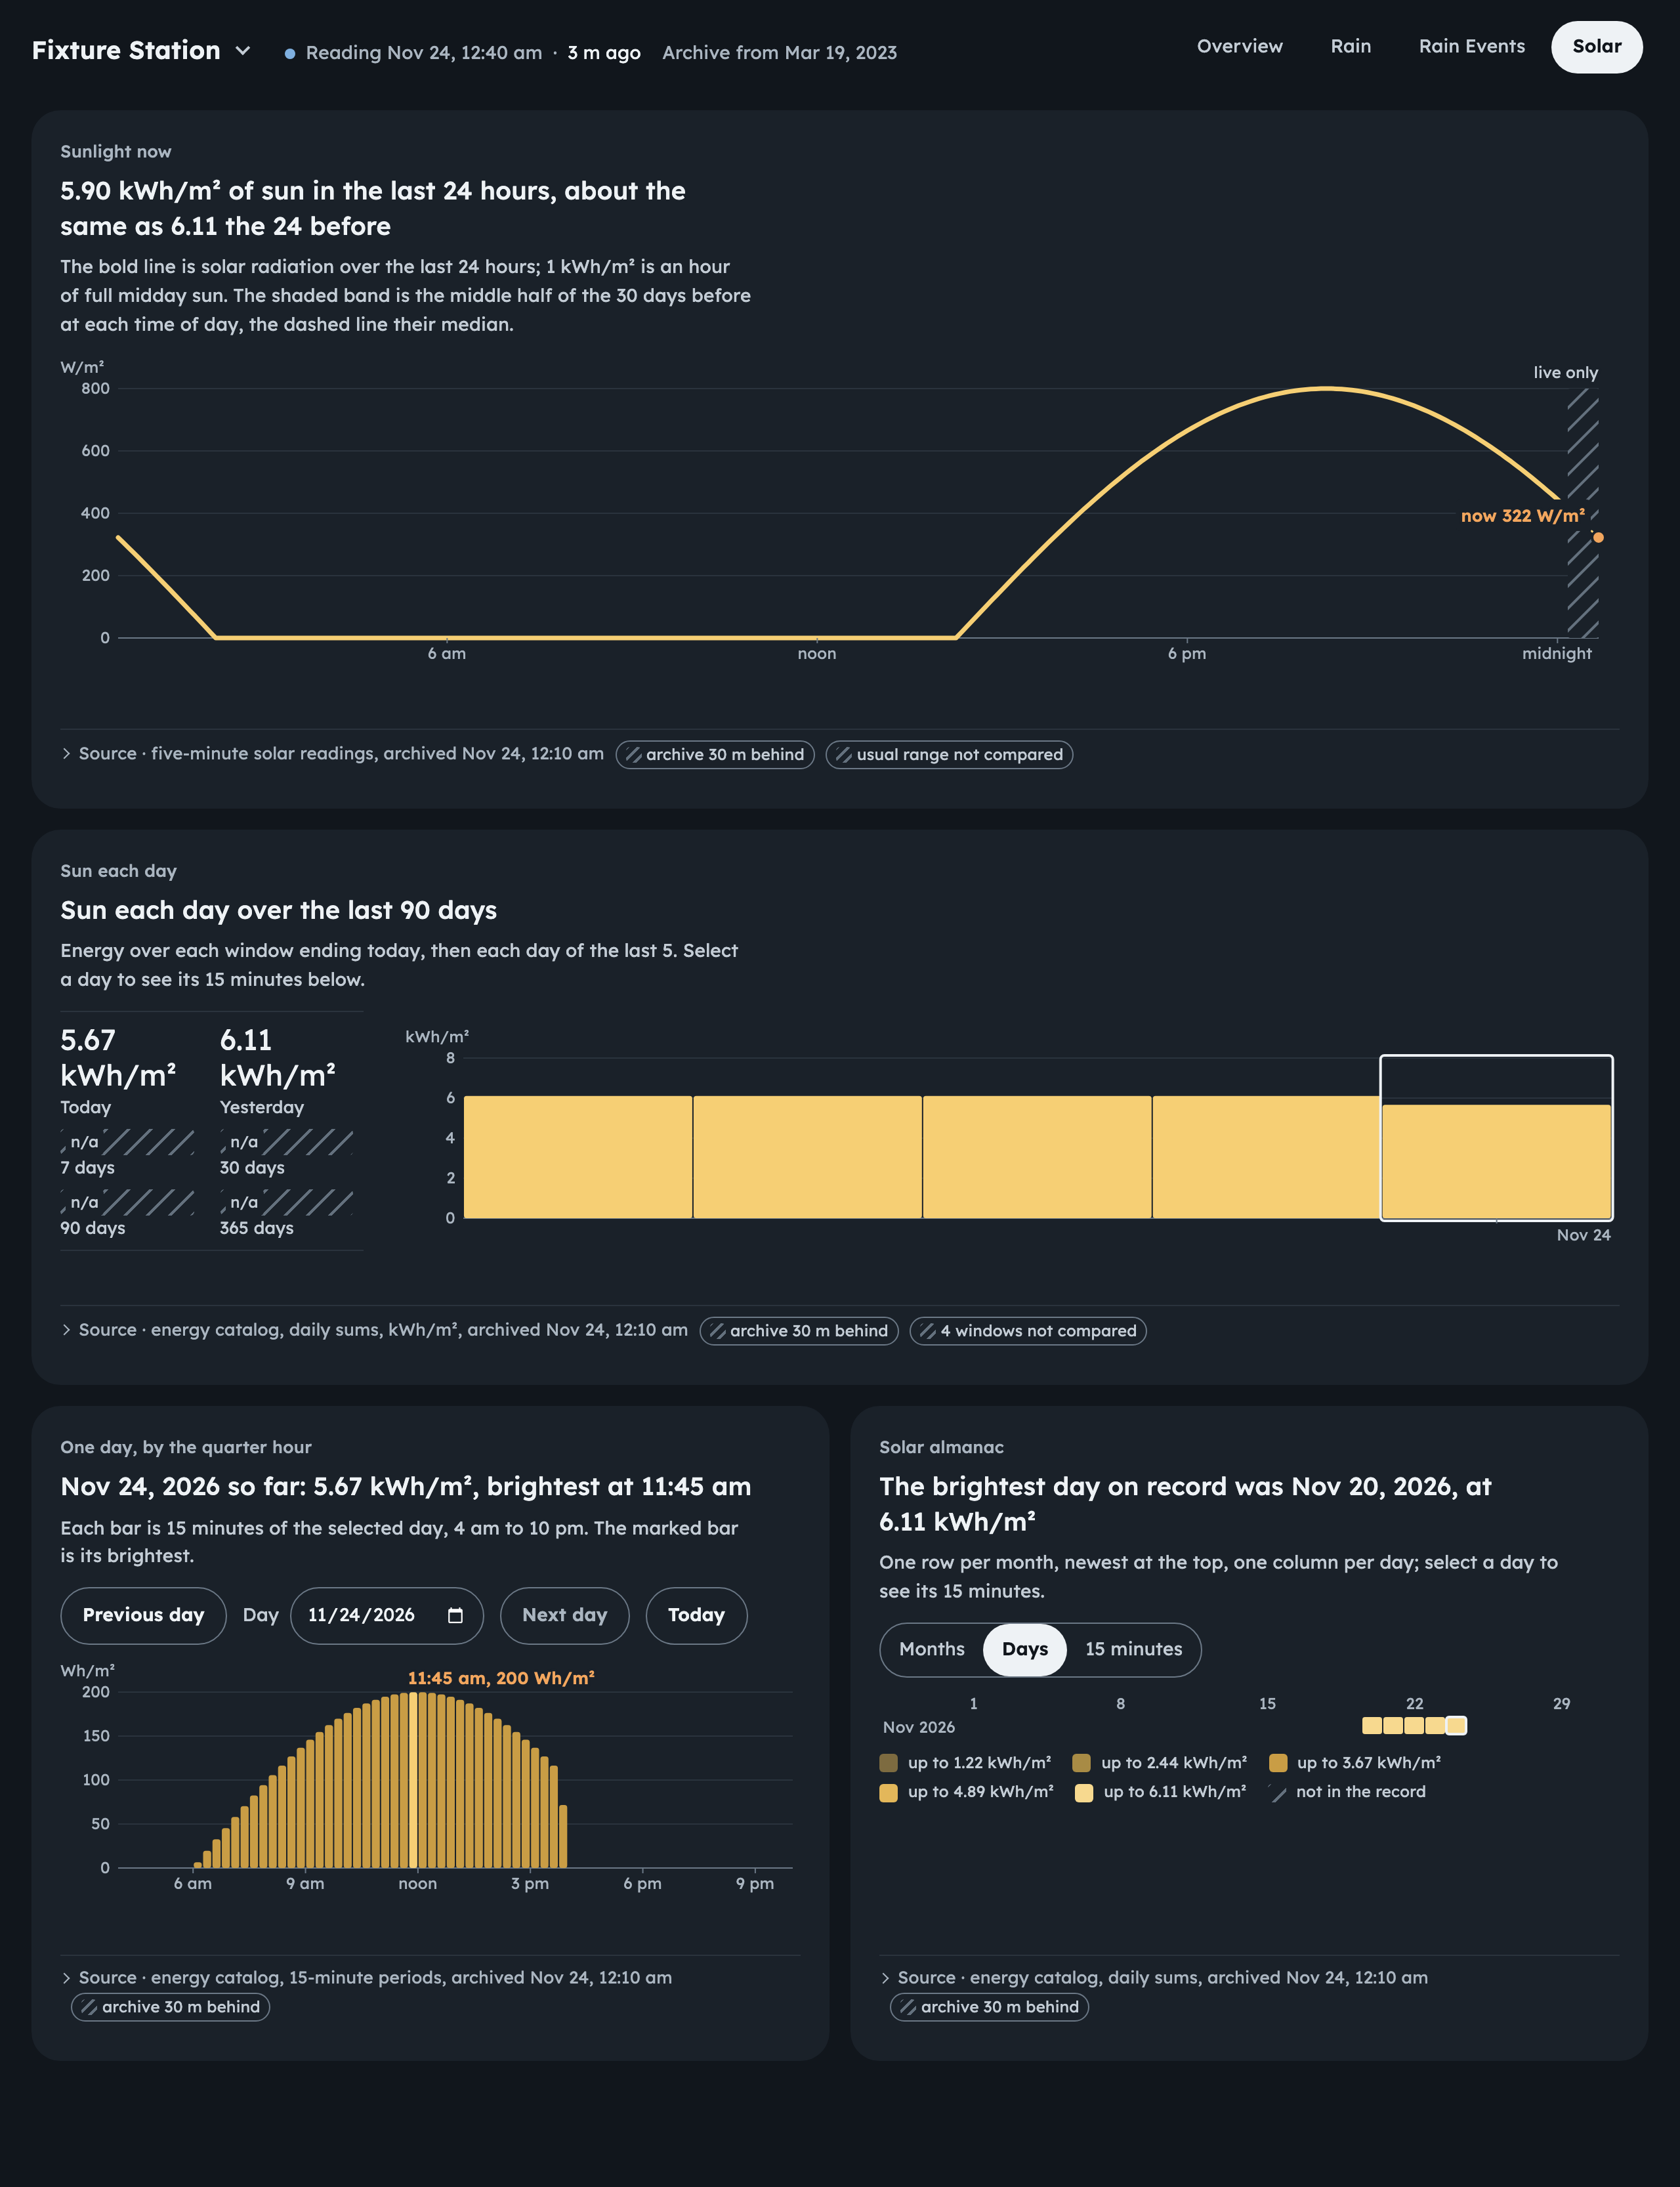 Fixture Station
Reading Nov 24, 12:40 am · 3 m ago Archive from Mar 19, 2023
Overview Rain Rain Events Solar
Sunlight now
5.90 kWh/m² of sun in the last 24 hours, about the
same as 6.11 the 24 before
The bold line is solar radiation over the last 24 hours; 1 kWh/m² is an hour
of full midday sun. The shaded band is the middle half of the 30 days before
at each time of day, the dashed line their median.
W/m²
live only
800
600
400
now 322 W/m²
200
0
6 am noon 6 pm midnight
Source · five-minute solar readings, archived Nov 24, 12:10 am archive 30 m behind usual range not compared
Sun each day
Sun each day over the last 90 days
Energy over each window ending today, then each day of the last 5. Select
a day to see its 15 minutes below.
5.67 kWh/m²
Today
6.11 kWh/m²
Yesterday
n/a
7 days
n/a
30 days
n/a
90 days
n/a
365 days
kWh/m²
8
6
4
2
0
Nov 24
Source · energy catalog, daily sums, kWh/m², archived Nov 24, 12:10 am archive 30 m behind 4 windows not compared
One day, by the quarter hour
Nov 24, 2026 so far: 5.67 kWh/m², brightest at 11:45 am
Each bar is 15 minutes of the selected day, 4 am to 10 pm. The marked bar
is its brightest.
Previous day Day 11/24/2026 Next day Today
Wh/m²
11:45 am, 200 Wh/m²
200
150
100
50
0
6 am 9 am noon 3 pm 6 pm 9 pm
Source · energy catalog, 15-minute periods, archived Nov 24, 12:10 am
archive 30 m behind
Solar almanac
The brightest day on record was Nov 20, 2026, at
6.11 kWh/m²
One row per month, newest at the top, one column per day; select a day to
see its 15 minutes.
Months Days 15 minutes
1 8 15 22 29
Nov 2026
up to 1.22 kWh/m² up to 2.44 kWh/m² up to 3.67 kWh/m²
up to 4.89 kWh/m² up to 6.11 kWh/m² not in the record
Source · energy catalog, daily sums, archived Nov 24, 12:10 am
archive 30 m behind